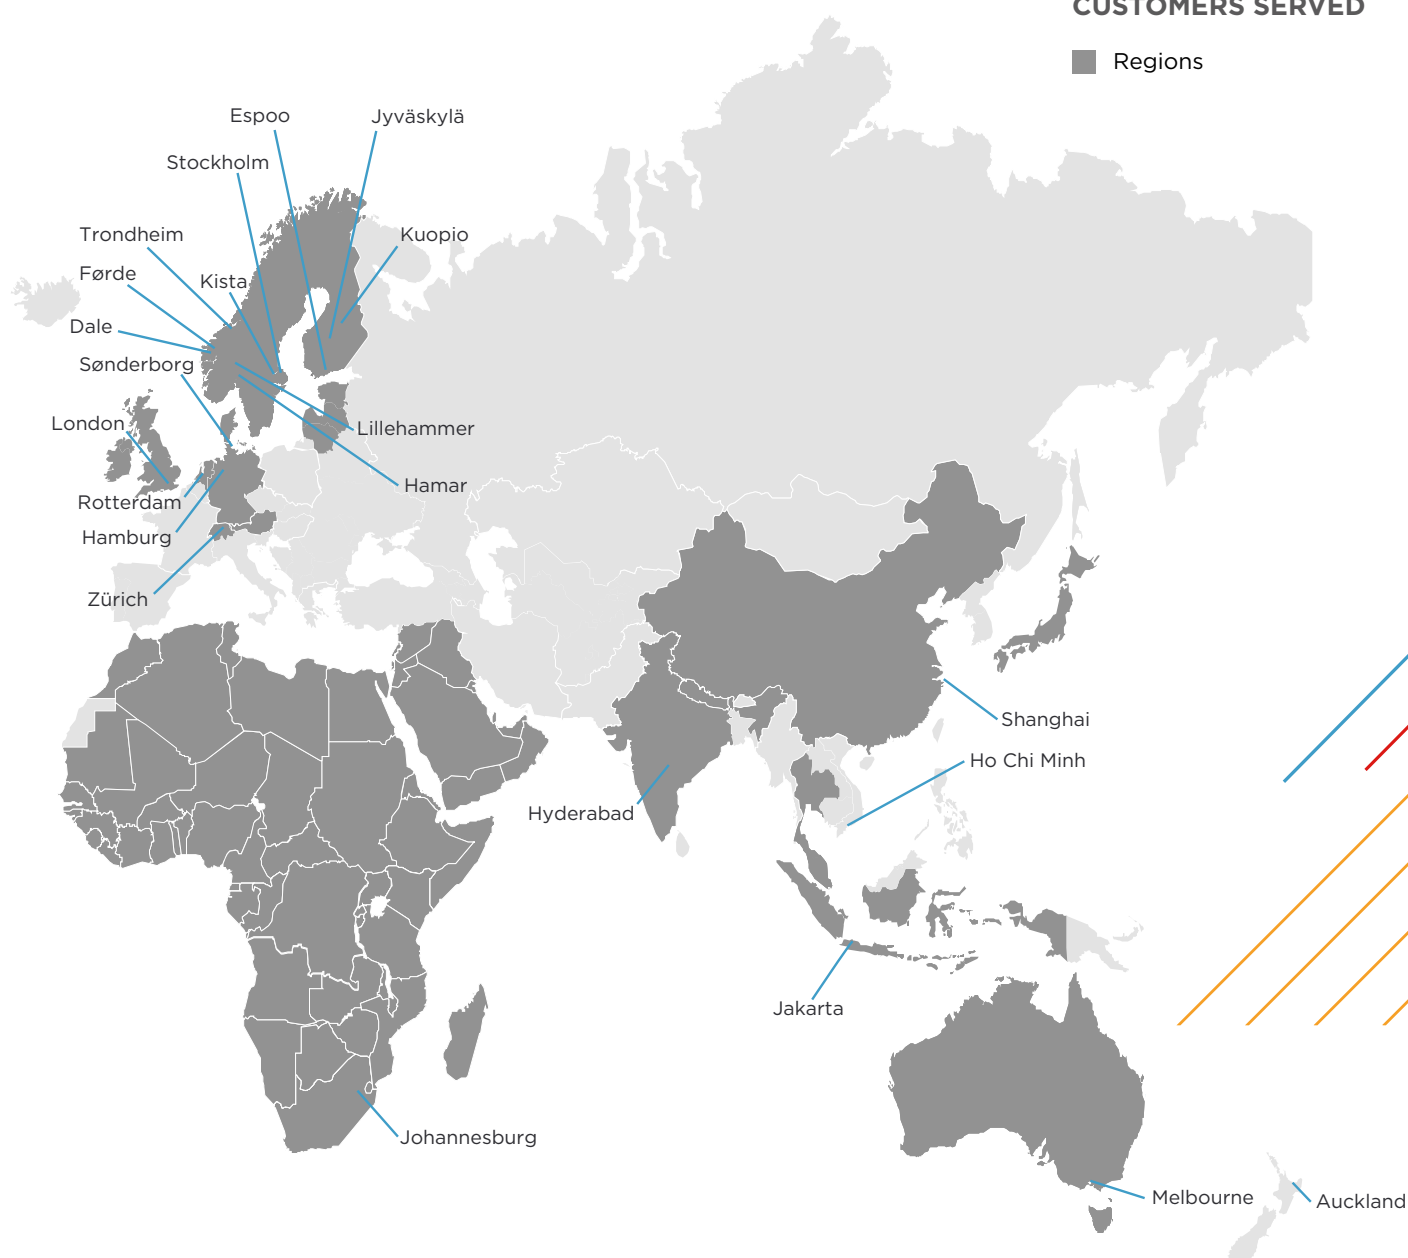 CUSTOMERS SERVED
Regions
Espoo
Jyväskylä
Stockholm
Trondheim
Kuopio
Førde
Kista
Dale
Sønderborg
London
Lillehammer
Hamar
Rotterdam
Hamburg
Zürich
Shanghai
Ho Chi Minh
Hyderabad
Jakarta
Johannesburg
Melbourne
Auckland